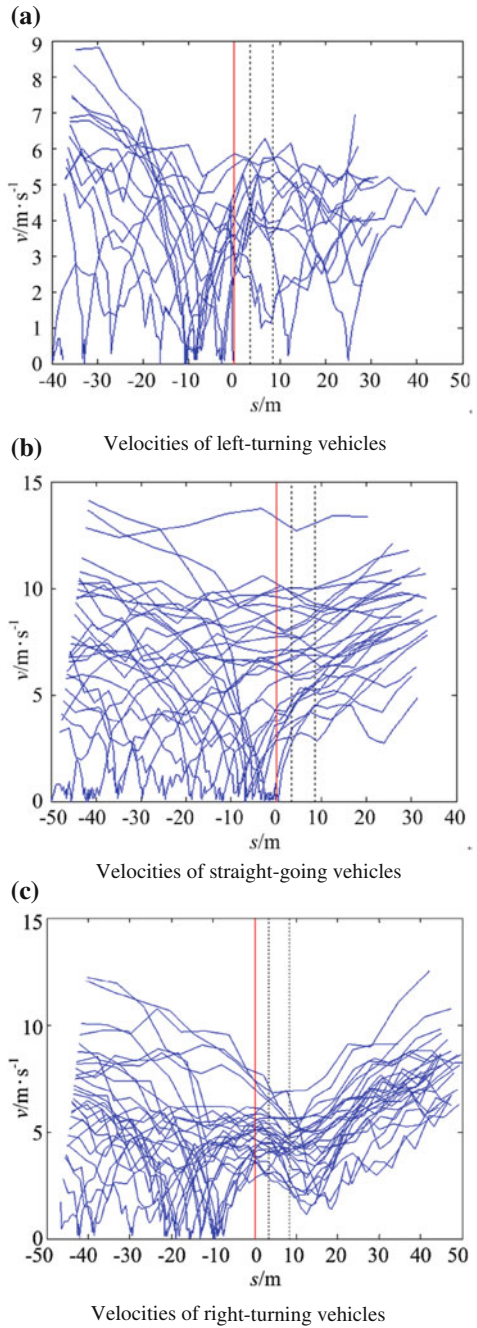 (a)
9
8
7
6
5
4
3
2
1
0
v/m·s⁻¹
-40 -30 -20 -10 0 10 20 30 40 50
s/m
Velocities of left-turning vehicles
(b)
15
10
5
0
v/m·s⁻¹
-50 -40 -30 -20 -10 0 10 20 30 40
s/m
Velocities of straight-going vehicles
(c)
15
10
5
0
v/m·s⁻¹
-50 -40 -30 -20 -10 0 10 20 30 40 50
s/m
Velocities of right-turning vehicles